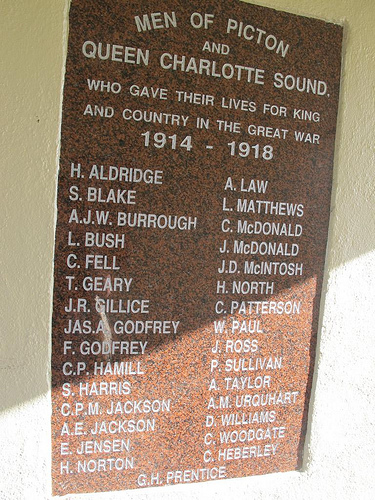 MEN OF PICTON
AND
QUEEN CHARLOTTE SOUND,
WHO GAVE THEIR LIVES FOR KING
AND COUNTRY IN THE GREAT WAR
1914 - 1918
H. ALDRIDGE
S. BLAKE
A.J.W. BURROUGH
L. BUSH
C. FELL
T. GEARY
J.R. GILLICE
JAS.A. GODFREY
F. GODFREY
C.P. HAMILL
S. HARRIS
C.P.M. JACKSON
A.E. JACKSON
E. JENSEN
H. NORTON
A. LAW
L. MATTHEWS
C. McDONALD
J. McDONALD
J.D. McINTOSH
H. NORTH
C. PATTERSON
W. PAUL
J. ROSS
P. SULLIVAN
A. TAYLOR
A.M. URQUHART
D. WILLIAMS
C. WOODGATE
C. HEBERLEY
G.H. PRENTICE